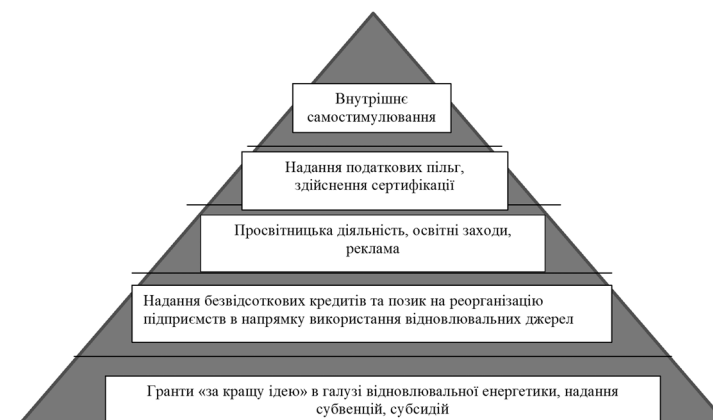 Внутрішнє
самостимулювання
Надання податкових пільг,
здійснення сертифікації
Просвітницька діяльність, освітні заходи,
реклама
Надання безвідсоткових кредитів та позик на реорганізацію
підприємств в напрямку використання відновлювальних джерел
Гранти «за кращу ідею» в галузі відновлювальної енергетики, надання
субвенцій, субсидій